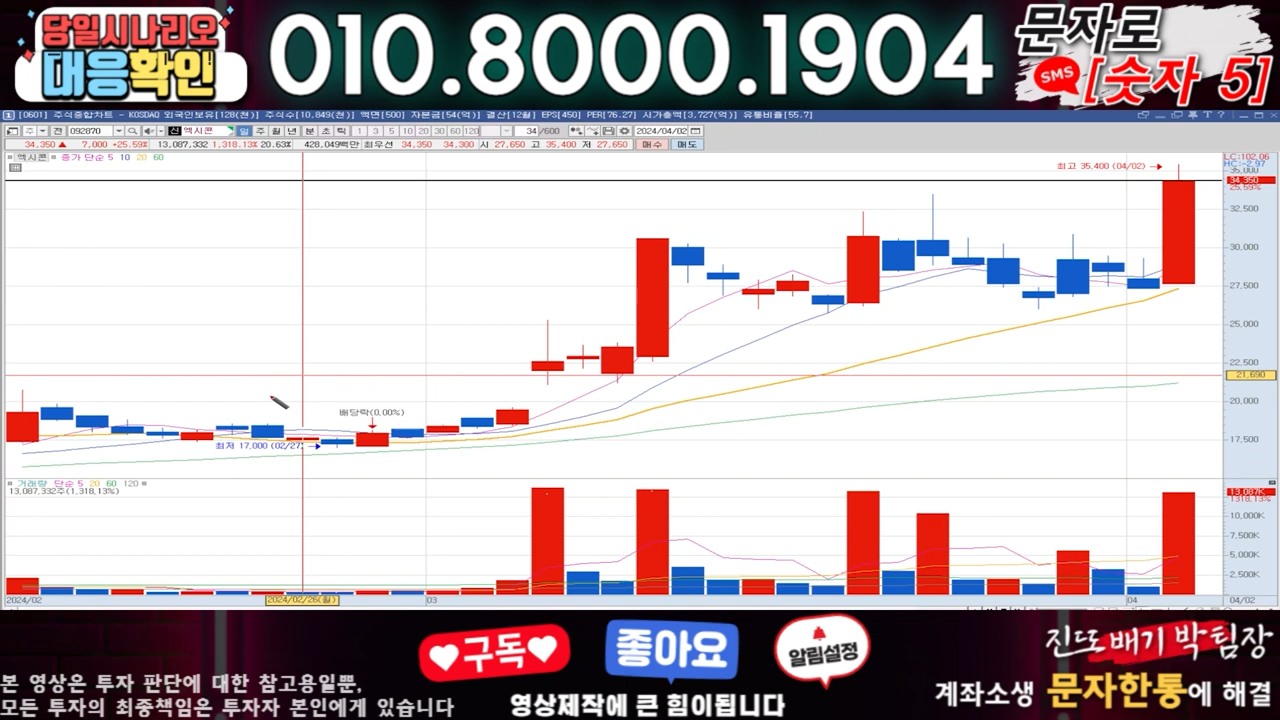 당일시나리오
대응확인
010.8000.1904
문자로
SMS
[숫자 5]
[0601] 주식종합차트 - KOSDAQ 외국인보유[128(천)] 주식수[10,849(천)] 액면[500] 자본금[54(억)] 결산[12월] EPS[450] PER[76.27] 시가총액[3,727(억)] 유통비율[55.7]
주 전 092870 신 엑시콘 일 주 월 년 분 초 틱 1 3 5 10 20 30 60 120 34 /600 2024/04/02
34,350 ▲ 7,000 +25.59% 13,087,332 1,318.13% 20.63% 428,049백만 최우선 34,350 34,300 시 27,650 고 35,400 저 27,650 매수 매도
엑시콘 종가 단순 5 10 20 60
LC:102.06
HC:-2.97
최고 35,400 (04/02)
35,000
34,350
25.59%
32,500
30,000
27,500
25,000
22,500
21,690
20,000
17,500
배당락(0.00%)
최저 17,000 (02/27)
거래량 단순 5 20 60 120
13,087,332주(1,318.13%)
13,087K
1318.13%
10,000K
7,500K
5,000K
2,500K
2024/02
2024/02/26(월)
03
04
04/02
구독
좋아요
알림설정
영상제작에 큰 힘이됩니다
본 영상은 투자 판단에 대한 참고용일뿐,
모든 투자의 최종책임은 투자자 본인에게 있습니다
진또배기 박팀장
계좌소생 문자한통에 해결